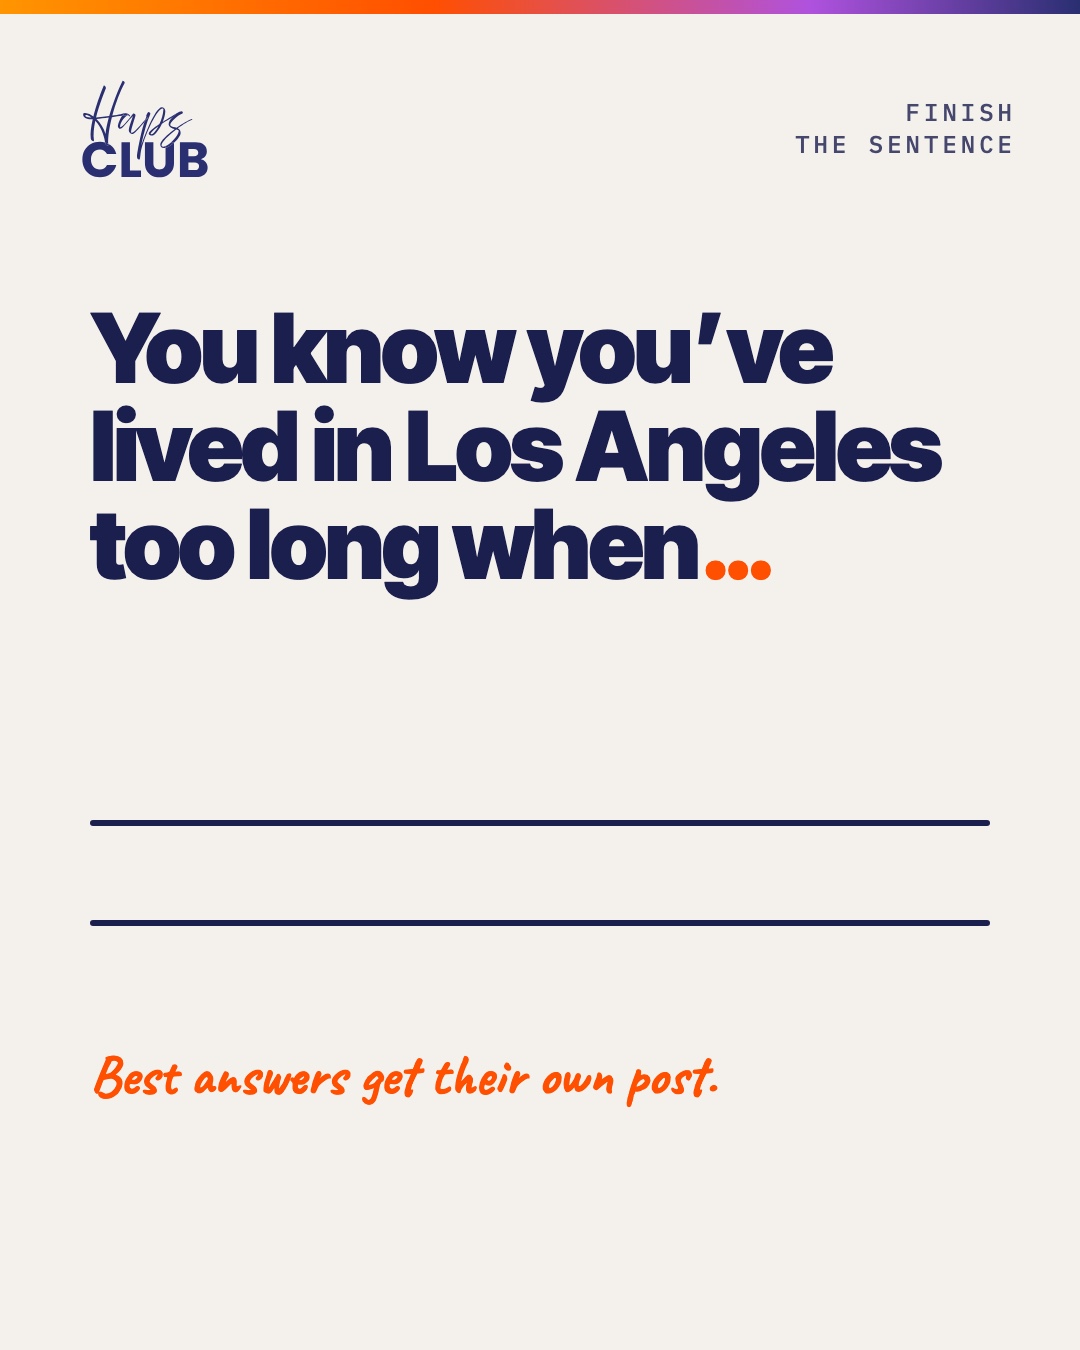 Haps
CLUB
FINISH
THE SENTENCE
You know you’ve
lived in Los Angeles
too long when...
Best answers get their own post.